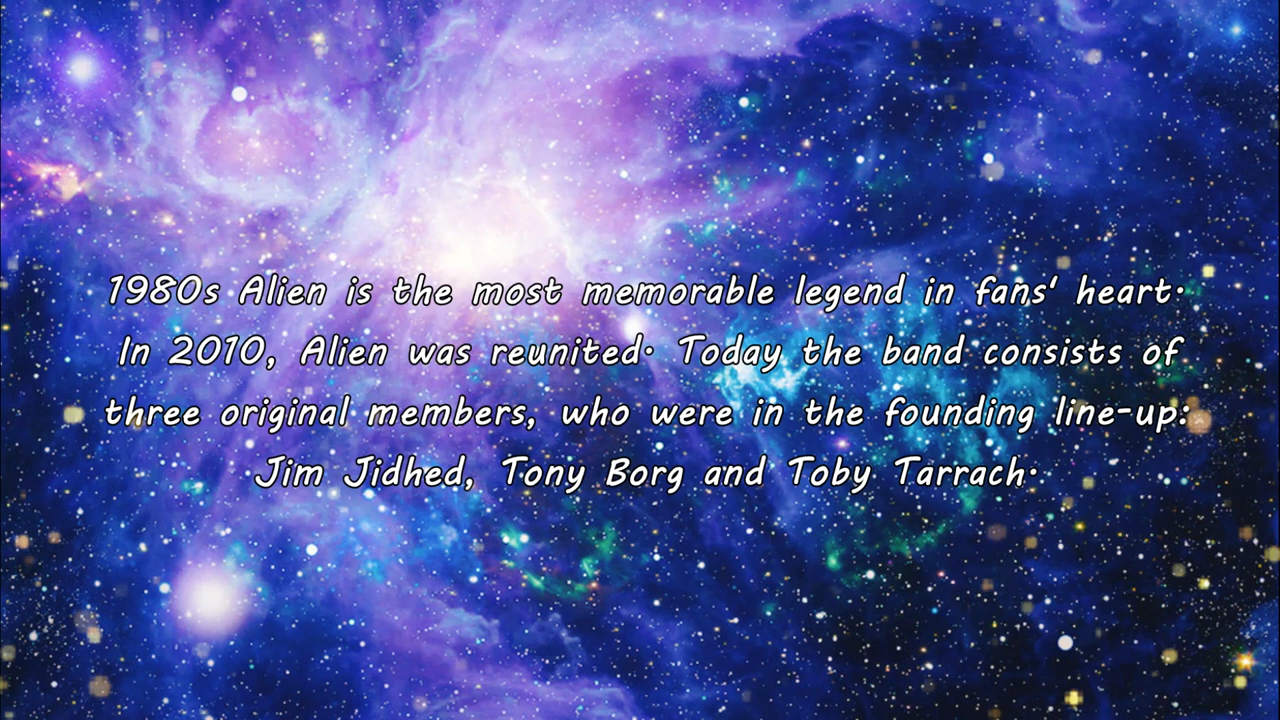 1980s Alien is the most memorable legend in fans' heart.
In 2010, Alien was reunited. Today the band consists of
three original members, who were in the founding line-up:
Jim Jidhed, Tony Borg and Toby Tarrach.